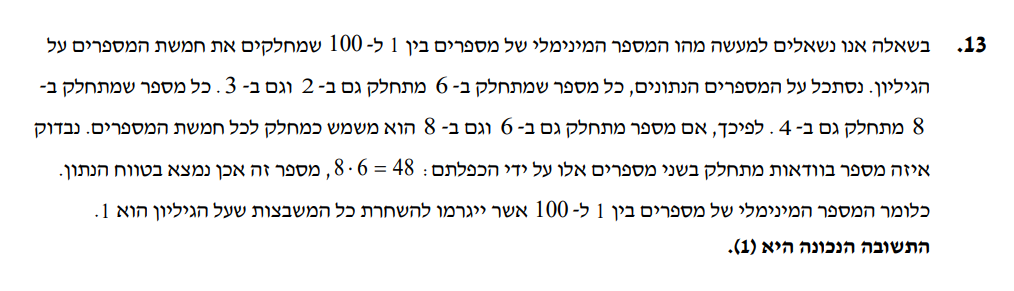 13. בשאלה אנו נשאלים למעשה מהו המספר המינימלי של מספרים בין 1 ל- 100 שמחלקים את חמשת המספרים על
הגיליון. נסתכל על המספרים הנתונים, כל מספר שמתחלק ב- 6 מתחלק גם ב- 2 וגם ב- 3 . כל מספר שמתחלק ב-
8 מתחלק גם ב- 4 . לפיכך, אם מספר מתחלק גם ב- 6 וגם ב- 8 הוא משמש כמחלק לכל חמשת המספרים. נבדוק
איזה מספר בוודאות מתחלק בשני מספרים אלו על ידי הכפלתם : 8·6 = 48 , מספר זה אכן נמצא בטווח הנתון.
כלומר המספר המינימלי של מספרים בין 1 ל- 100 אשר ייגרמו להשחרת כל המשבצות שעל הגיליון הוא 1.
התשובה הנכונה היא (1).